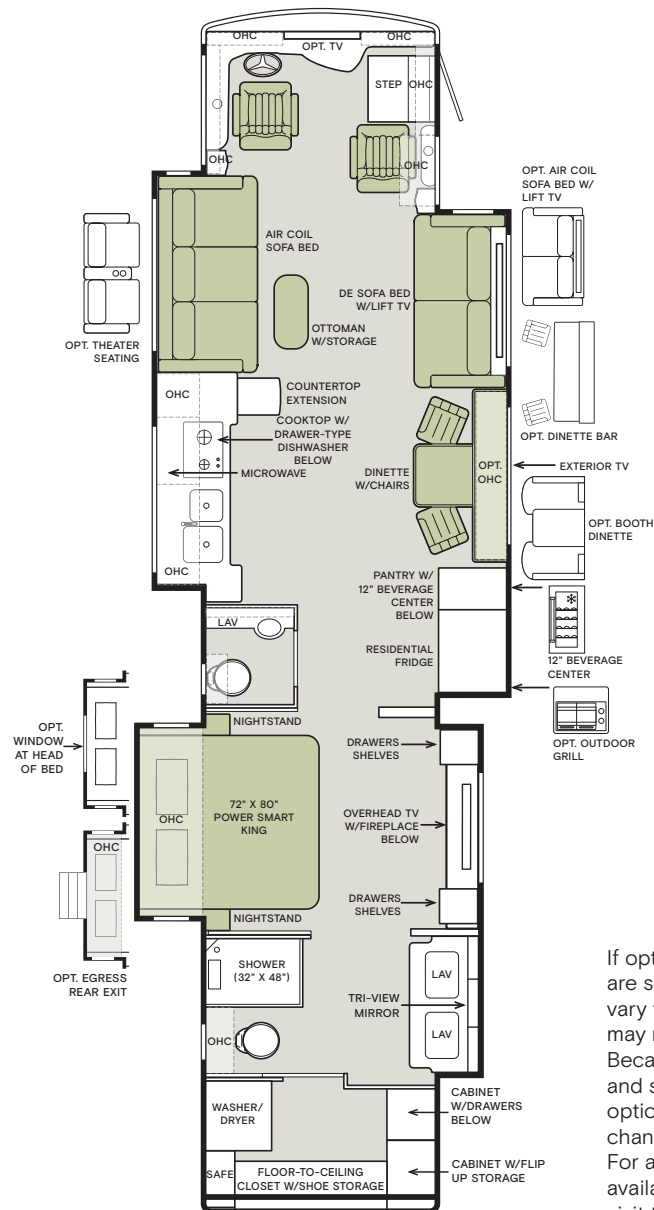 OHC
OPT. TV
OHC
STEP
OHC
OHC
OHC
OPT. AIR COIL
SOFA BED W/
LIFT TV
AIR COIL
SOFA BED
DE SOFA BED
W/LIFT TV
OTTOMAN
W/STORAGE
OPT. THEATER
SEATING
OHC
COUNTERTOP
EXTENSION
COOKTOP W/
DRAWER-TYPE
DISHWASHER
BELOW
MICROWAVE
OHC
DINETTE
W/CHAIRS
OPT.
OHC
OPT. DINETTE BAR
EXTERIOR TV
OPT. BOOTH
DINETTE
PANTRY W/
12" BEVERAGE
CENTER
BELOW
LAV
RESIDENTIAL
FRIDGE
12" BEVERAGE
CENTER
OPT.
WINDOW
AT HEAD
OF BED
NIGHTSTAND
DRAWERS
SHELVES
OPT. OUTDOOR
GRILL
OHC
72" X 80"
POWER SMART
KING
OVERHEAD TV
W/FIREPLACE
BELOW
OHC
DRAWERS
SHELVES
NIGHTSTAND
OPT. EGRESS
REAR EXIT
SHOWER
(32" X 48")
LAV
TRI-VIEW
MIRROR
LAV
OHC
WASHER/
DRYER
CABINET
W/DRAWERS
BELOW
SAFE
FLOOR-TO-CEILING
CLOSET W/SHOE STORAGE
CABINET W/FLIP
UP STORAGE
If opt
are s
vary
may
Beca
and s
optio
chan
For a
availa